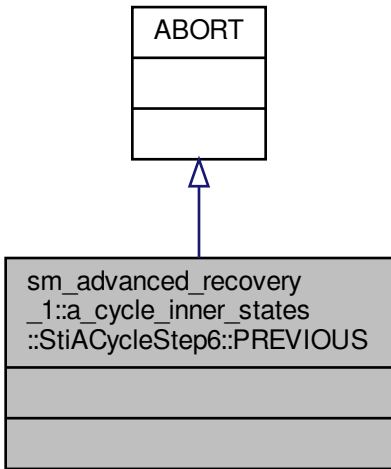 ABORT
sm_advanced_recovery
_1::a_cycle_inner_states
::StiACycleStep6::PREVIOUS